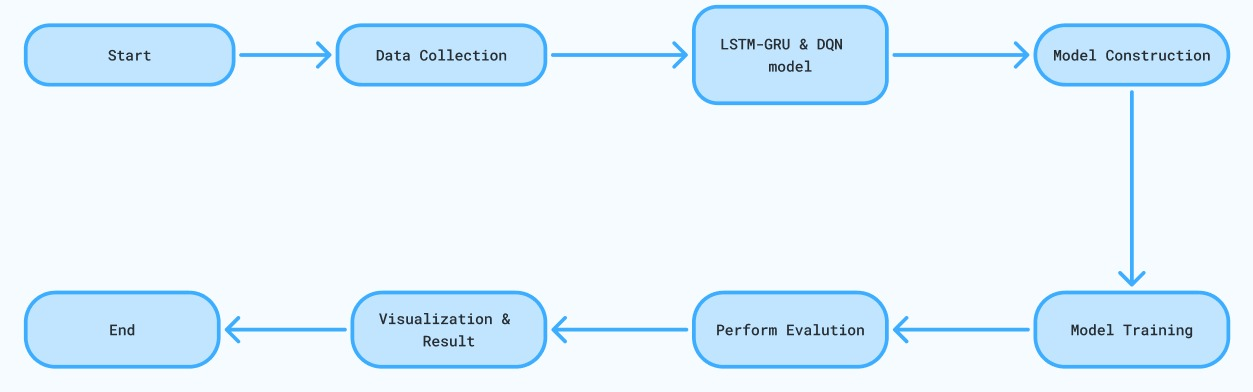 Start
Data Collection
LSTM-GRU & DQN
model
Model Construction
Model Training
Perform Evalution
Visualization &
Result
End